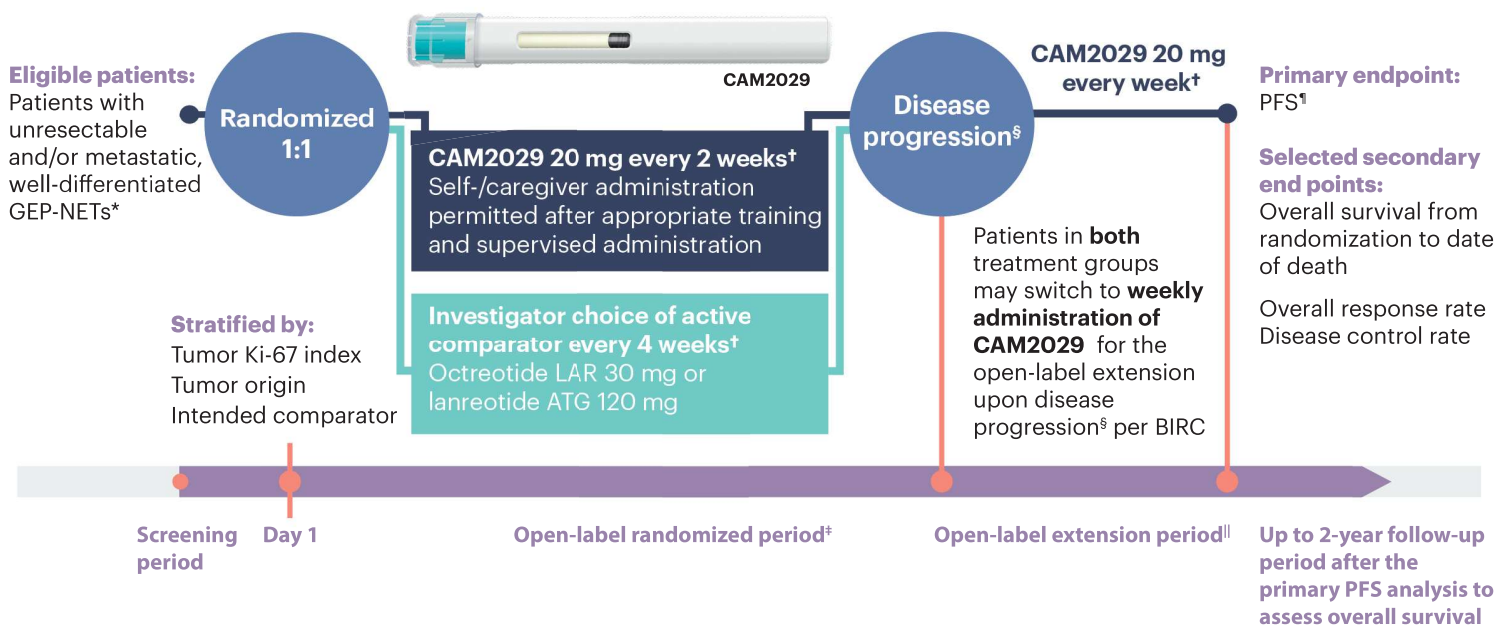 Eligible patients:
Patients with
unresectable
and/or metastatic,
well-differentiated
GEP-NETs*
Randomized
1:1
Stratified by:
Tumor Ki-67 index
Tumor origin
Intended comparator
CAM2029
CAM2029 20 mg every 2 weeks†
Self-/caregiver administration
permitted after appropriate training
and supervised administration
Investigator choice of active
comparator every 4 weeks†
Octreotide LAR 30 mg or
lanreotide ATG 120 mg
Disease
progression§
CAM2029 20 mg
every week†
Patients in both
treatment groups
may switch to weekly
administration of
CAM2029 for the
open-label extension
upon disease
progression§ per BIRC
Primary endpoint:
PFS¶
Selected secondary
end points:
Overall survival from
randomization to date
of death
Overall response rate
Disease control rate
Screening
period
Day 1
Open-label randomized period‡
Open-label extension period||
Up to 2-year follow-up
period after the
primary PFS analysis to
assess overall survival